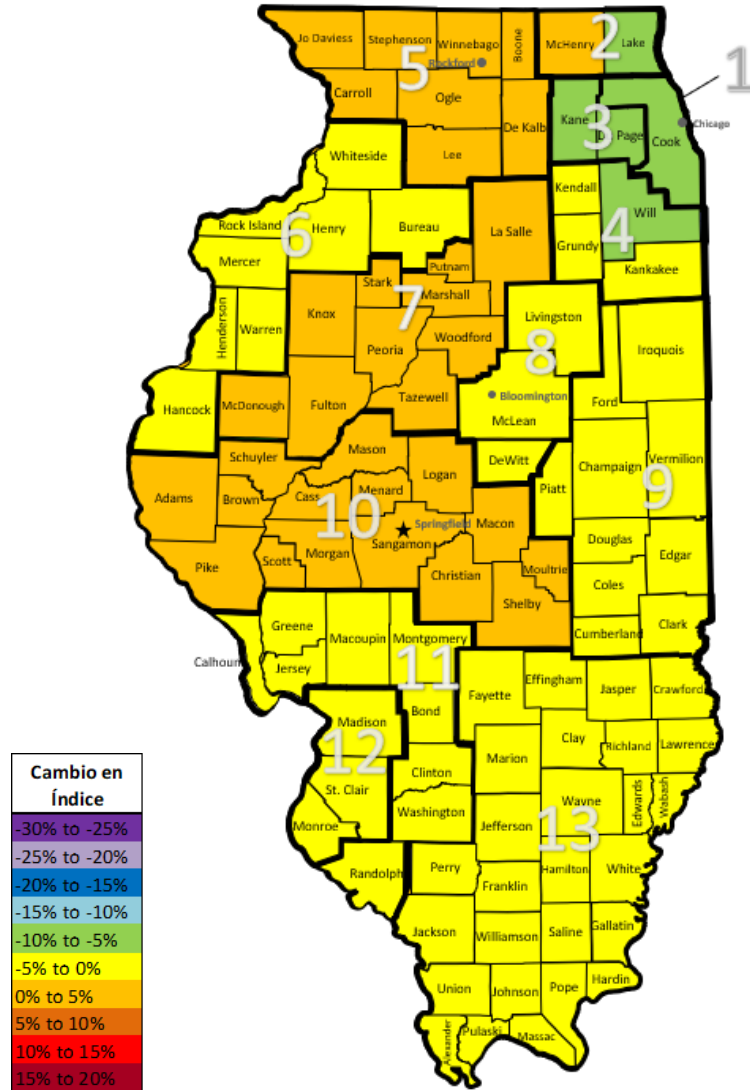 Jo Daviess
Stephenson
Winnebago
Boone
McHenry
Lake
2
1
5
Rockford
Carroll
Ogle
De Kalb
Kane
3
Du Page
Cook
Chicago
Lee
Whiteside
Kendall
Will
4
Rock Island
6
Henry
Bureau
La Salle
Grundy
Kankakee
Mercer
Putnam
Stark
7
Marshall
Henderson
Warren
Knox
Peoria
Woodford
Livingston
8
Iroquois
Ford
Hancock
McDonough
Fulton
Tazewell
Bloomington
McLean
Mason
DeWitt
Schuyler
Logan
Champaign
Vermilion
9
Adams
Brown
Cass
Menard
Piatt
10
Springfield
Macon
Sangamon
Douglas
Edgar
Pike
Scott
Morgan
Christian
Moultrie
Coles
Shelby
Greene
Macoupin
Montgomery
Cumberland
Clark
Calhoun
Jersey
11
Fayette
Effingham
Jasper
Crawford
Madison
Bond
12
Clay
Richland
Lawrence
Marion
Clinton
St. Clair
Wayne
Edwards
Wabash
Washington
Jefferson
13
Monroe
Randolph
Perry
Hamilton
White
Franklin
Jackson
Williamson
Saline
Gallatin
Union
Johnson
Pope
Hardin
Alexander
Pulaski
Massac
Cambio en
Índice
-30% to -25%
-25% to -20%
-20% to -15%
-15% to -10%
-10% to -5%
-5% to 0%
0% to 5%
5% to 10%
10% to 15%
15% to 20%